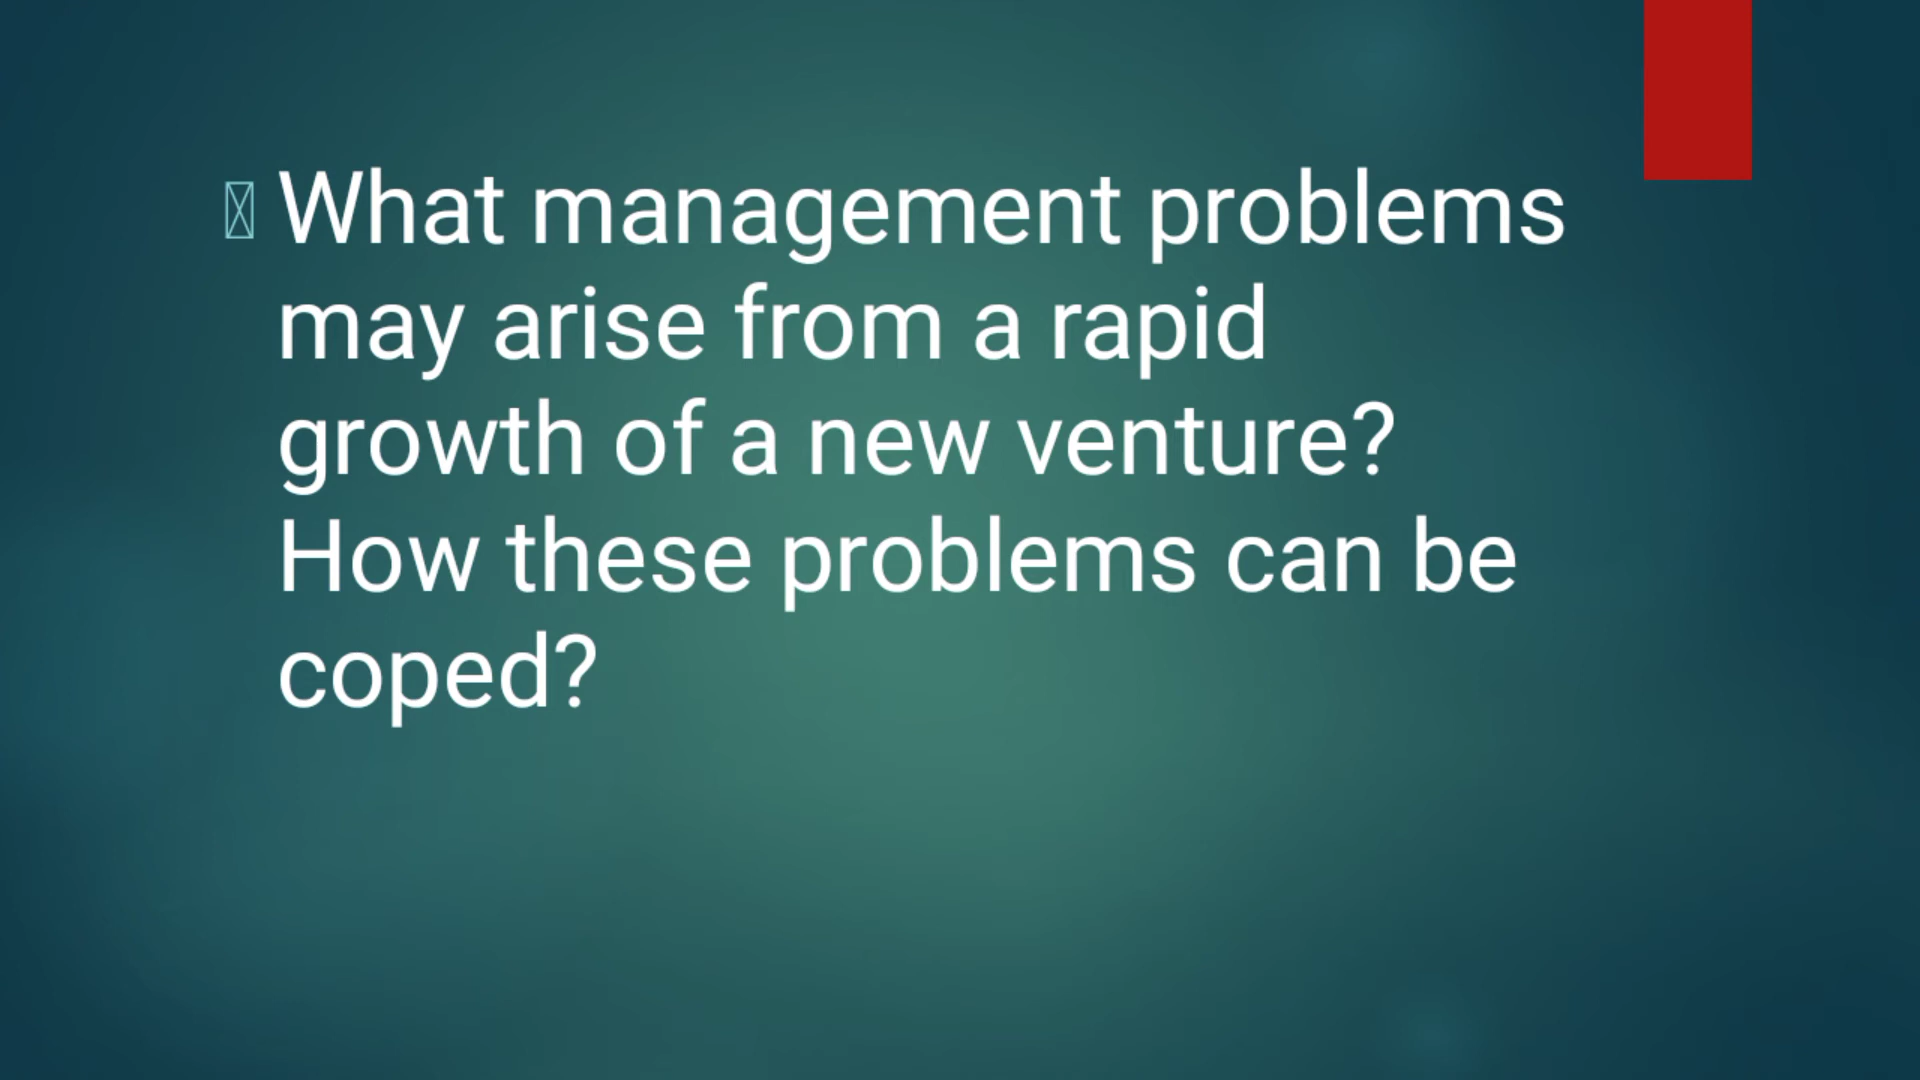 What management problems
may arise from a rapid
growth of a new venture?
How these problems can be
coped?